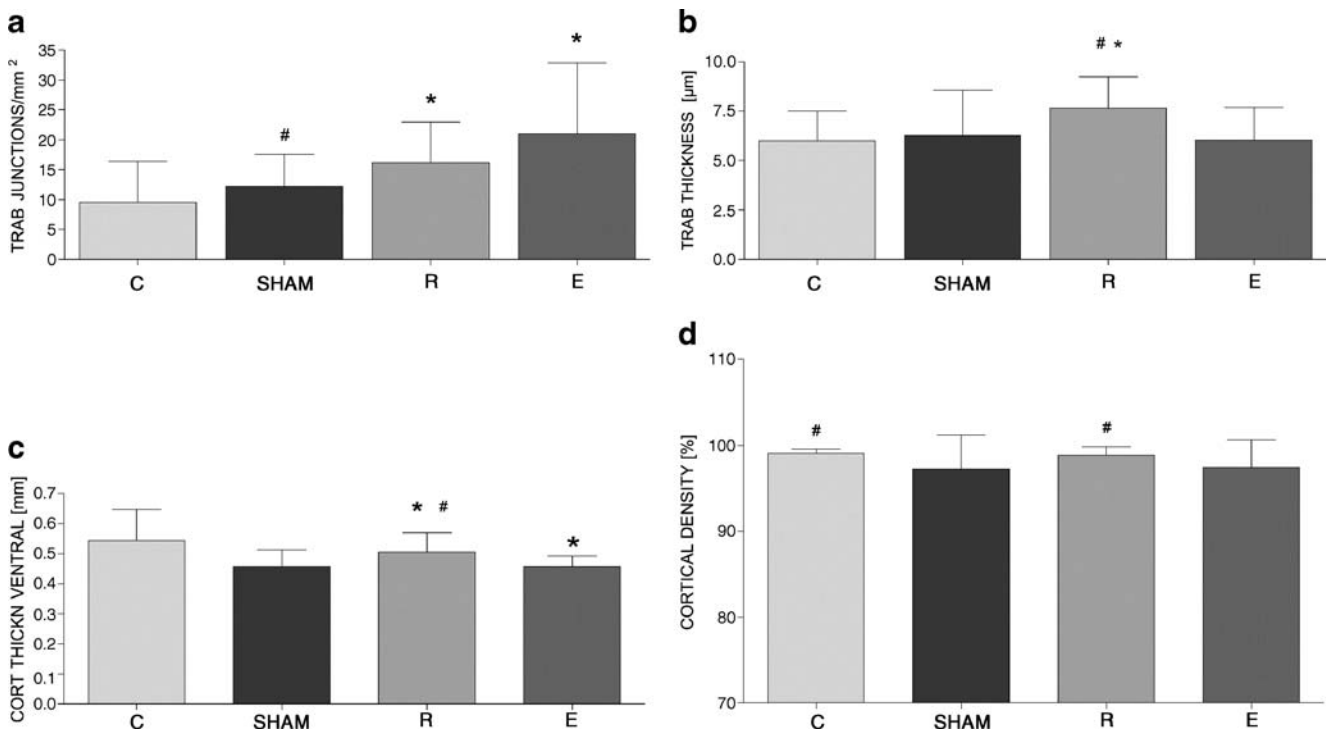 a
TRAB JUNCTIONS/mm²
35
30
25
20
15
10
5
0
#
*
*
C SHAM R E
b
TRAB THICKNESS [µm]
10.0
7.5
5.0
2.5
0.0
# *
C SHAM R E
c
CORT THICKN VENTRAL [mm]
0.7
0.6
0.5
0.4
0.3
0.2
0.1
0.0
* #
*
C SHAM R E
d
CORTICAL DENSITY [%]
110
100
90
80
70
# #
C SHAM R E